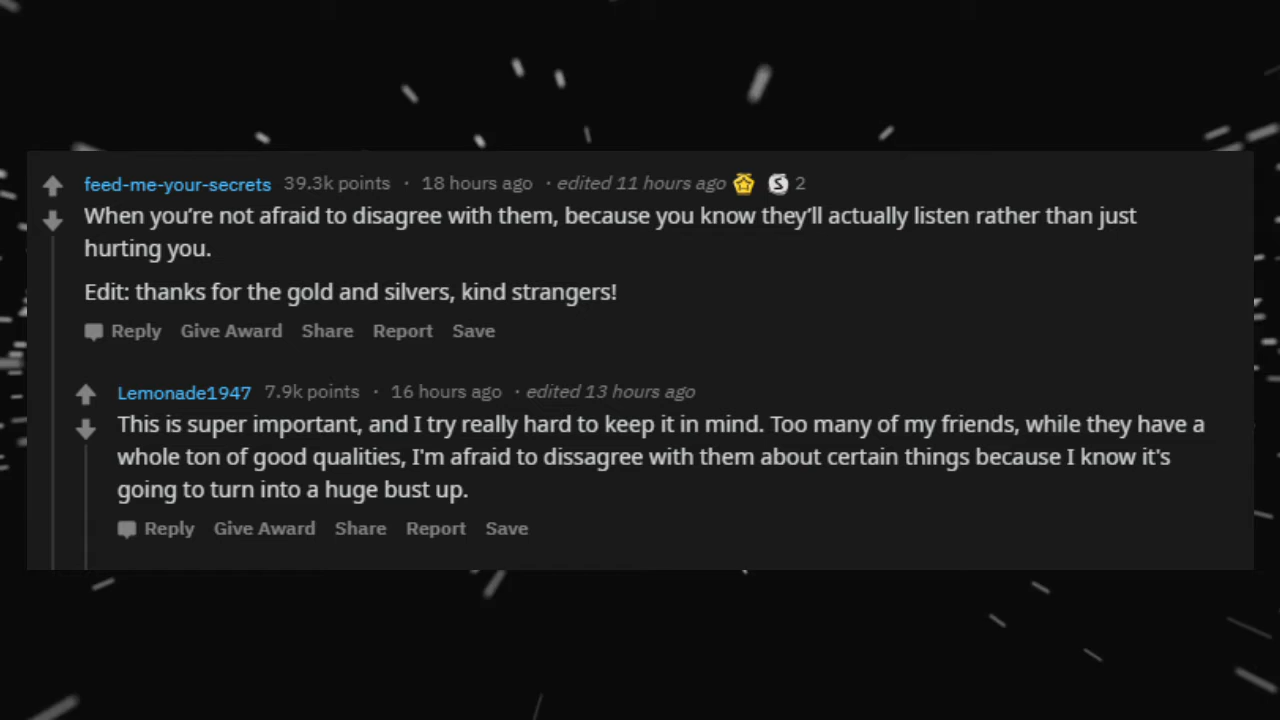 feed-me-your-secrets 39.3k points · 18 hours ago · edited 11 hours ago S 2
When you're not afraid to disagree with them, because you know they'll actually listen rather than just
hurting you.
Edit: thanks for the gold and silvers, kind strangers!
Reply Give Award Share Report Save
Lemonade1947 7.9k points · 16 hours ago · edited 13 hours ago
This is super important, and I try really hard to keep it in mind. Too many of my friends, while they have a
whole ton of good qualities, I'm afraid to dissagree with them about certain things because I know it's
going to turn into a huge bust up.
Reply Give Award Share Report Save